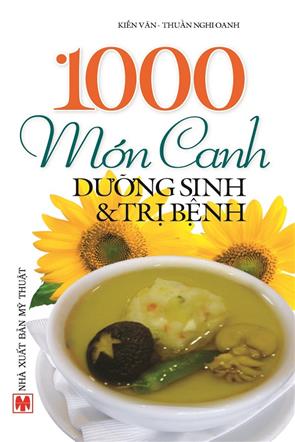 KIẾN VĂN - THUẦN NGHI OANH
1000
Món Canh
DƯỠNG SINH
& TRỊ BỆNH
NHÀ XUẤT BẢN MỸ THUẬT